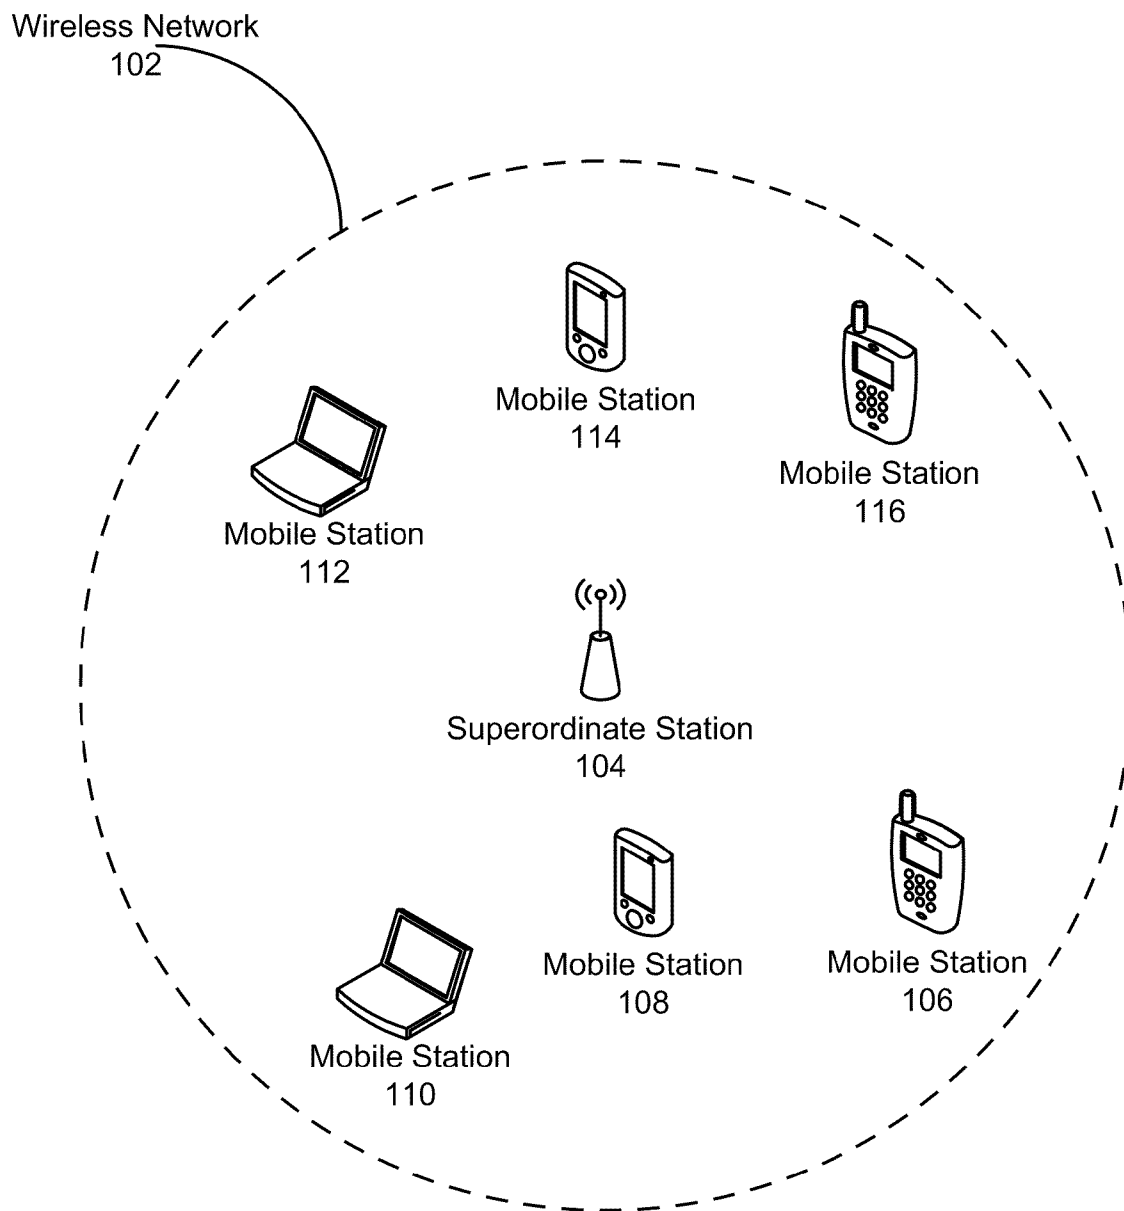 Wireless Network
102
Mobile Station
114
Mobile Station
116
Mobile Station
112
Superordinate Station
104
Mobile Station
108
Mobile Station
106
Mobile Station
110